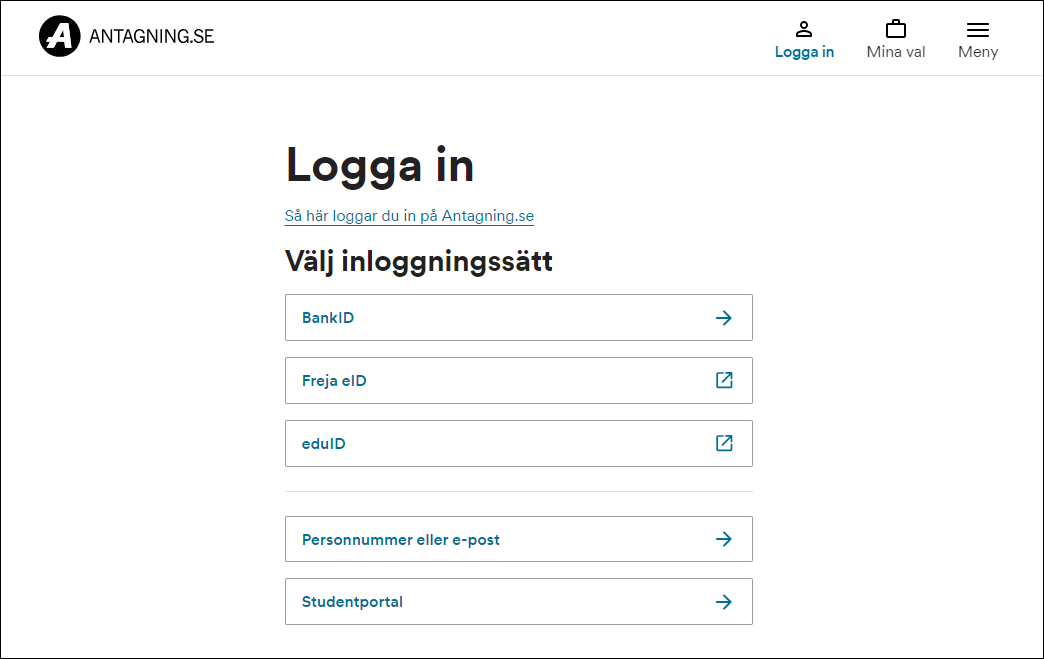 ANTAGNING.SE
Logga in
Mina val
Meny
Logga in
Så här loggar du in på Antagning.se
Välj inloggningssätt
BankID
Freja eID
eduID
Personnummer eller e-post
Studentportal